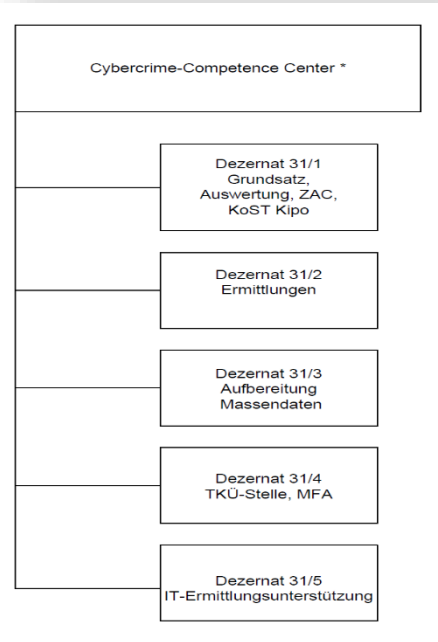 Cybercrime-Competence Center *
Dezernat 31/1
Grundsatz,
Auswertung, ZAC,
KoST Kipo
Dezernat 31/2
Ermittlungen
Dezernat 31/3
Aufbereitung
Massendaten
Dezernat 31/4
TKÜ-Stelle, MFA
Dezernat 31/5
IT-Ermittlungsunterstützung